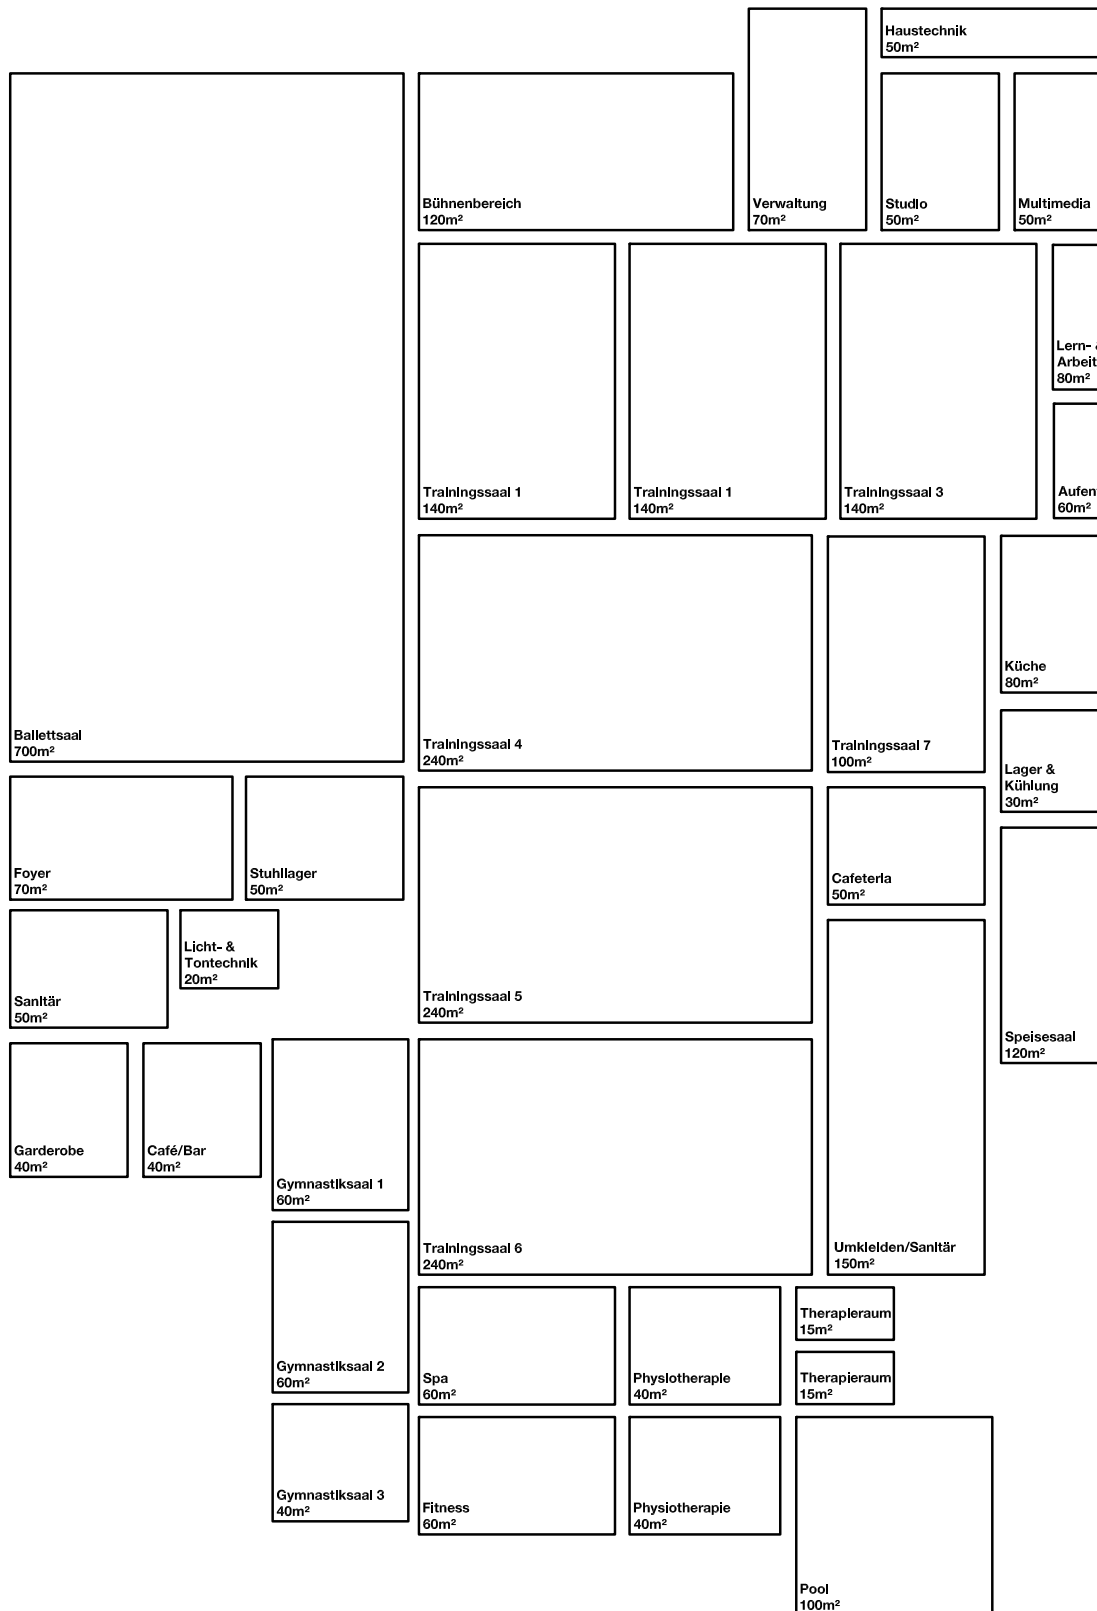 Haustechnik
50m²
Bühnenbereich
120m²
Verwaltung
70m²
Studio
50m²
Multimedia
50m²
Lern-
Arbeit
80m²
Trainingssaal 1
140m²
Trainingssaal 1
140m²
Trainingssaal 3
140m²
Aufen
60m²
Küche
80m²
Ballettsaal
700m²
Trainingssaal 4
240m²
Trainingssaal 7
100m²
Lager &
Kühlung
30m²
Foyer
70m²
Stuhllager
50m²
Cafeteria
50m²
Licht- &
Tontechnik
20m²
Sanitär
50m²
Trainingssaal 5
240m²
Speisesaal
120m²
Garderobe
40m²
Café/Bar
40m²
Gymnastiksaal 1
60m²
Trainingssaal 6
240m²
Umkleiden/Sanitär
150m²
Therapieraum
15m²
Gymnastiksaal 2
60m²
Spa
60m²
Physiotherapie
40m²
Therapieraum
15m²
Gymnastiksaal 3
40m²
Fitness
60m²
Physiotherapie
40m²
Pool
100m²